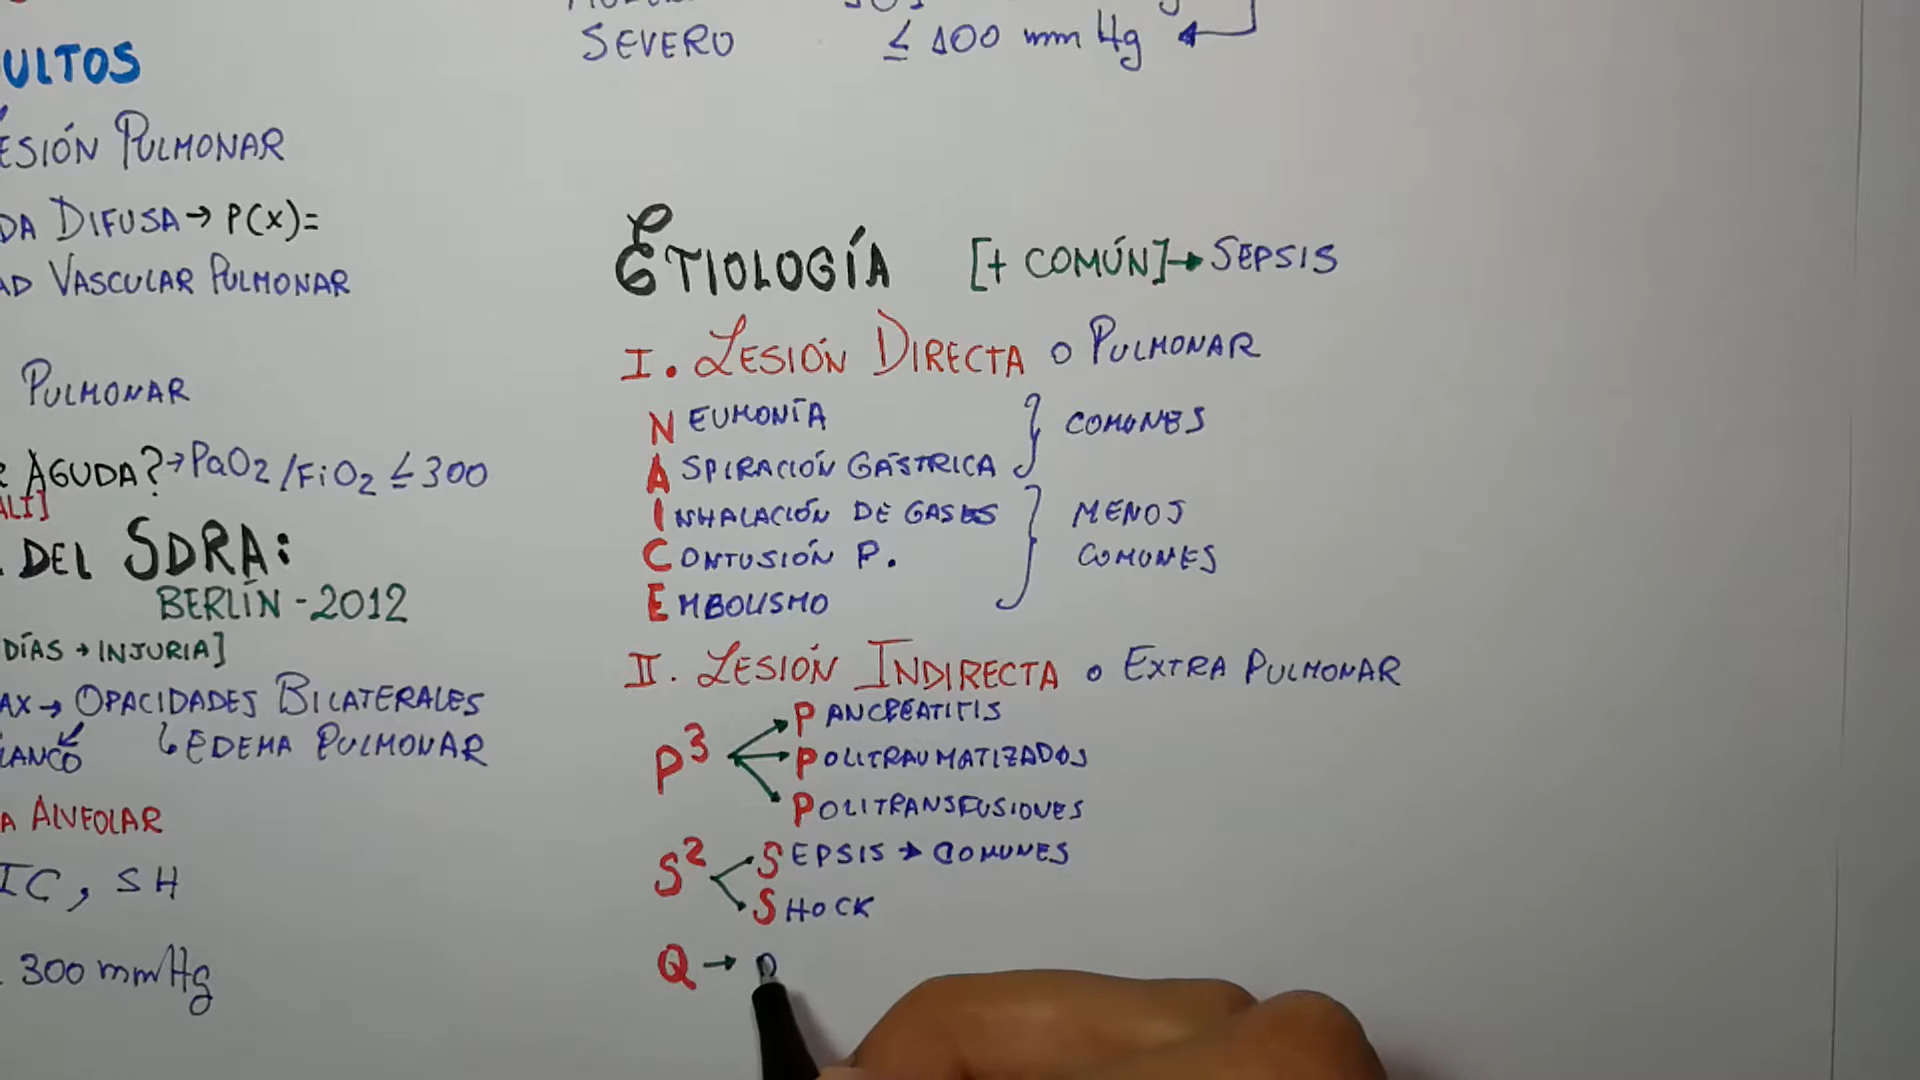 ULTOS
ESIÓN PULMONAR
DA DIFUSA → P(X)=
AD VASCULAR PULMONAR
PULMONAR
AGUDA? → PaO2/FiO2 ≤ 300
ALI]
. DEL SDRA:
BERLÍN - 2012
DÍAS → INJURIA]
AX → OPACIDADES BILATERALES
LANCO ↳ EDEMA PULMONAR
A ALVEOLAR
IC, SH
300 mmHg
SEVERO ≤ 100 mm Hg
ETIOLOGÍA [+ COMÚN] → SEPSIS
I. LESIÓN DIRECTA O PULMONAR
NEUMONÍA } COMUNES
ASPIRACIÓN GÁSTRICA
INHALACIÓN DE GASES } MENOS
CONTUSIÓN P. COMUNES
EMBOLISMO
II. LESIÓN INDIRECTA O EXTRA PULMONAR
P³ PANCREATITIS
POLITRAUMATIZADOS
POLITRANSFUSIONES
S² SEPSIS → COMUNES
SHOCK
Q →